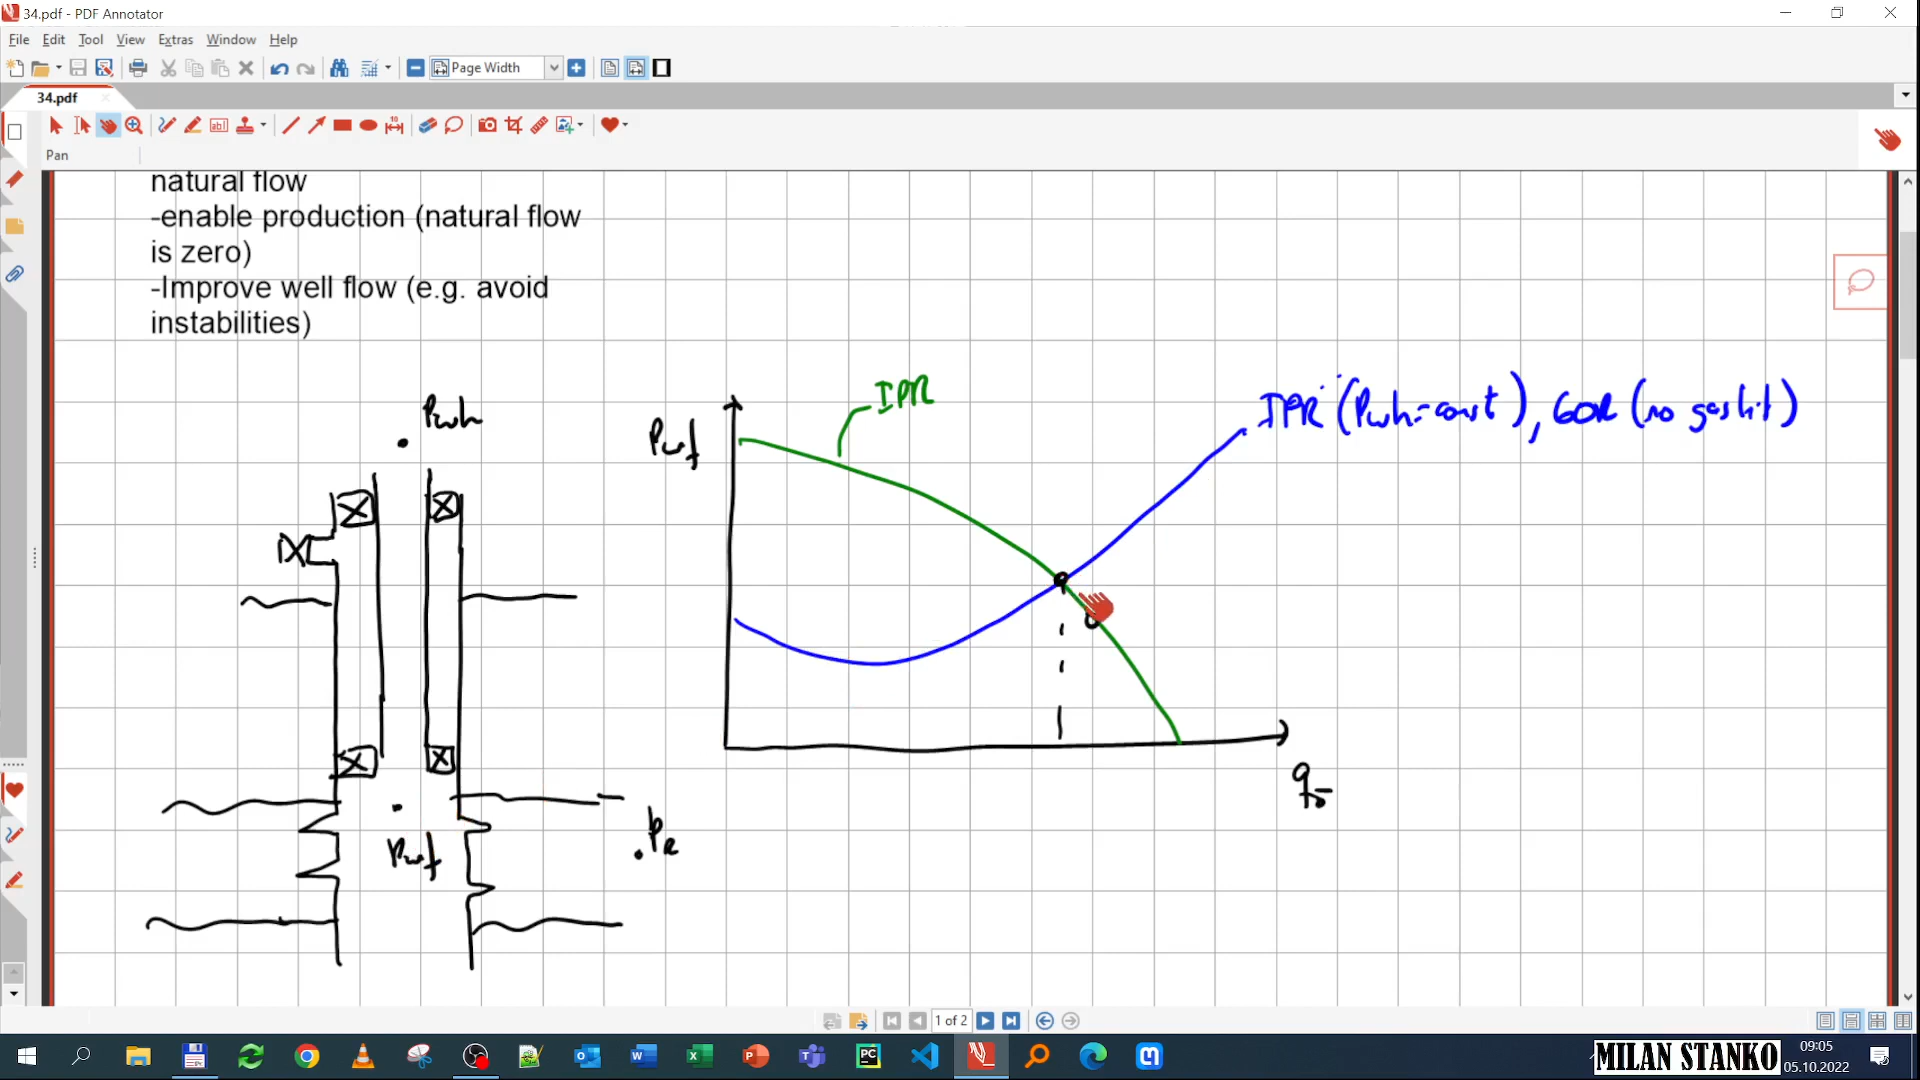 34.pdf - PDF Annotator
File Edit Tool View Extras Window Help
Page Width
34.pdf
Pan
natural flow
-enable production (natural flow
is zero)
-Improve well flow (e.g. avoid
instabilities)
Pwh
Pwf
IPR
IPR (Pwh=const), GOR (no gas lift)
qo
PR
Pwf
1 of 2
MILAN STANKO
09:05
05.10.2022